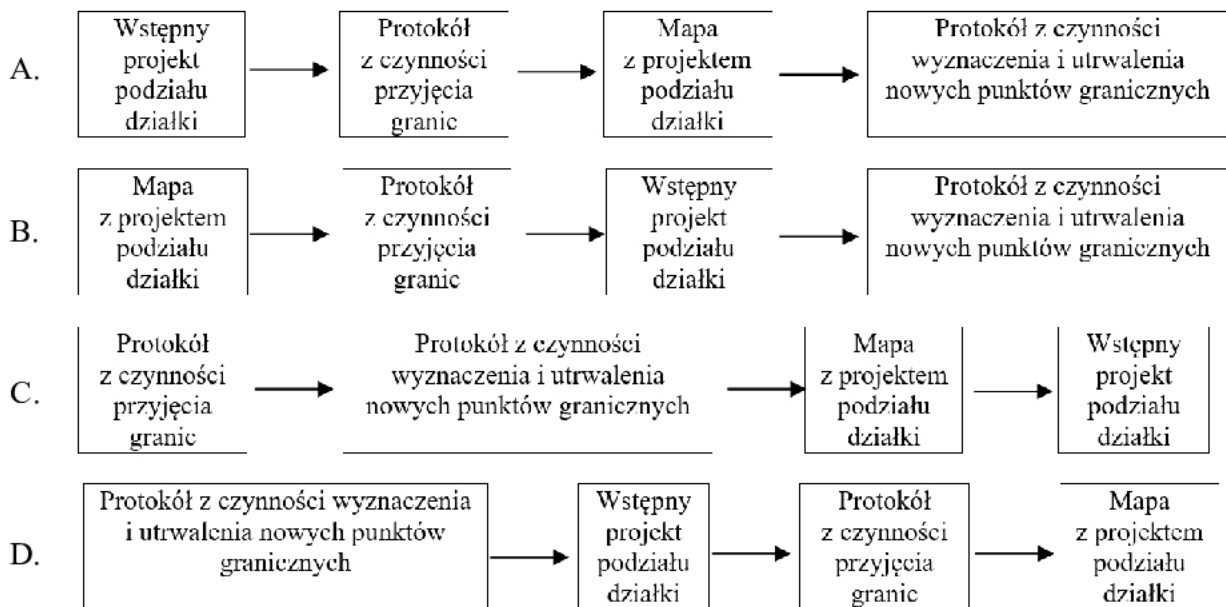 A.
Wstępny
projekt
podziału
działki
Protokół
z czynności
przyjęcia
granic
Mapa
z projektem
podziału
działki
Protokół z czynności
wyznaczenia i utrwalenia
nowych punktów granicznych
B.
Mapa
z projektem
podziału
działki
Protokół
z czynności
przyjęcia
granic
Wstępny
projekt
podziału
działki
Protokół z czynności
wyznaczenia i utrwalenia
nowych punktów granicznych
C.
Protokół
z czynności
przyjęcia
granic
Protokół z czynności
wyznaczenia i utrwalenia
nowych punktów granicznych
Mapa
z projektem
podziału
działki
Wstępny
projekt
podziału
działki
D.
Protokół z czynności wyznaczenia
i utrwalenia nowych punktów
granicznych
Wstępny
projekt
podziału
działki
Protokół
z czynności
przyjęcia
granic
Mapa
z projektem
podziału
działki